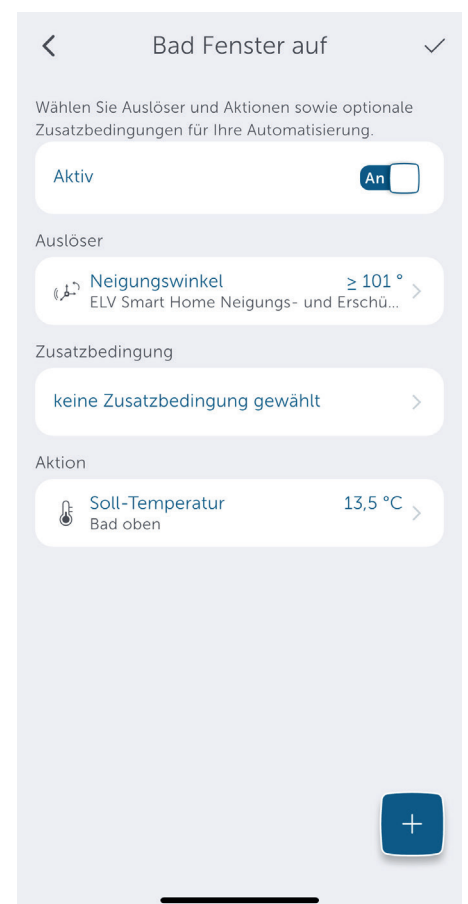 Bad Fenster auf
Wählen Sie Auslöser und Aktionen sowie optionale
Zusatzbedingungen für Ihre Automatisierung.
Aktiv An
Auslöser
Neigungswinkel ≥ 101 °
ELV Smart Home Neigungs- und Erschü...
Zusatzbedingung
keine Zusatzbedingung gewählt
Aktion
Soll-Temperatur 13,5 °C
Bad oben